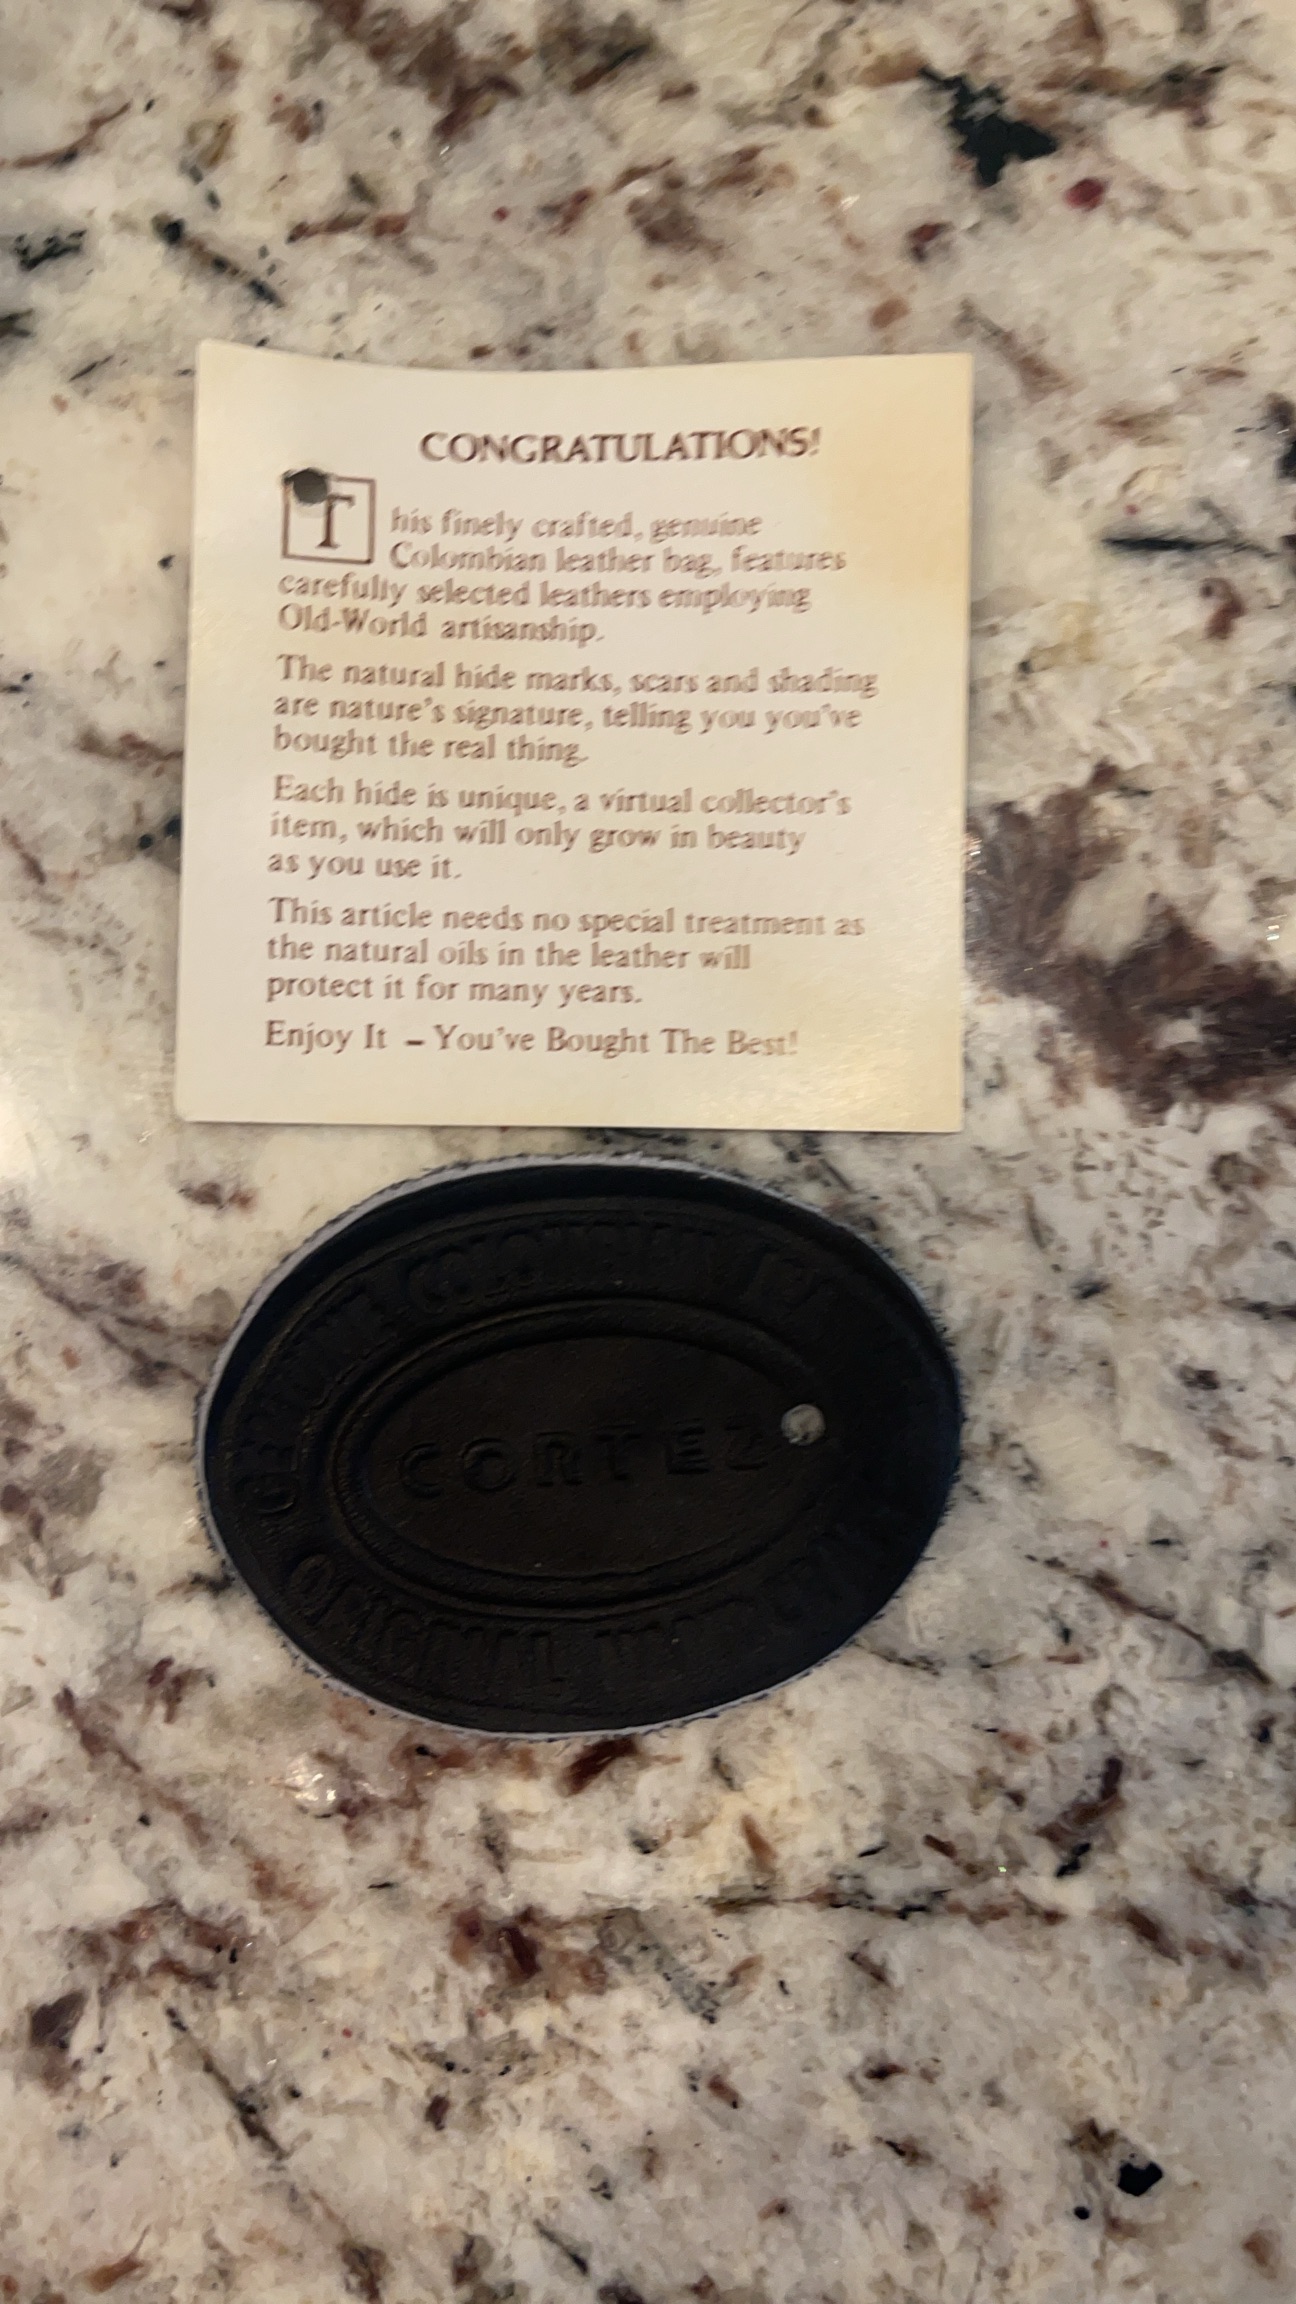 CONGRATULATIONS!
This finely crafted, genuine
Colombian leather bag, features
carefully selected leathers employing
Old-World artisanship.
The natural hide marks, scars and shading
are nature's signature, telling you you've
bought the real thing.
Each hide is unique, a virtual collector's
item, which will only grow in beauty
as you use it.
This article needs no special treatment as
the natural oils in the leather will
protect it for many years.
Enjoy It – You've Bought The Best!
GENUINE COLOMBIAN
CORTEZ
ORIGINAL